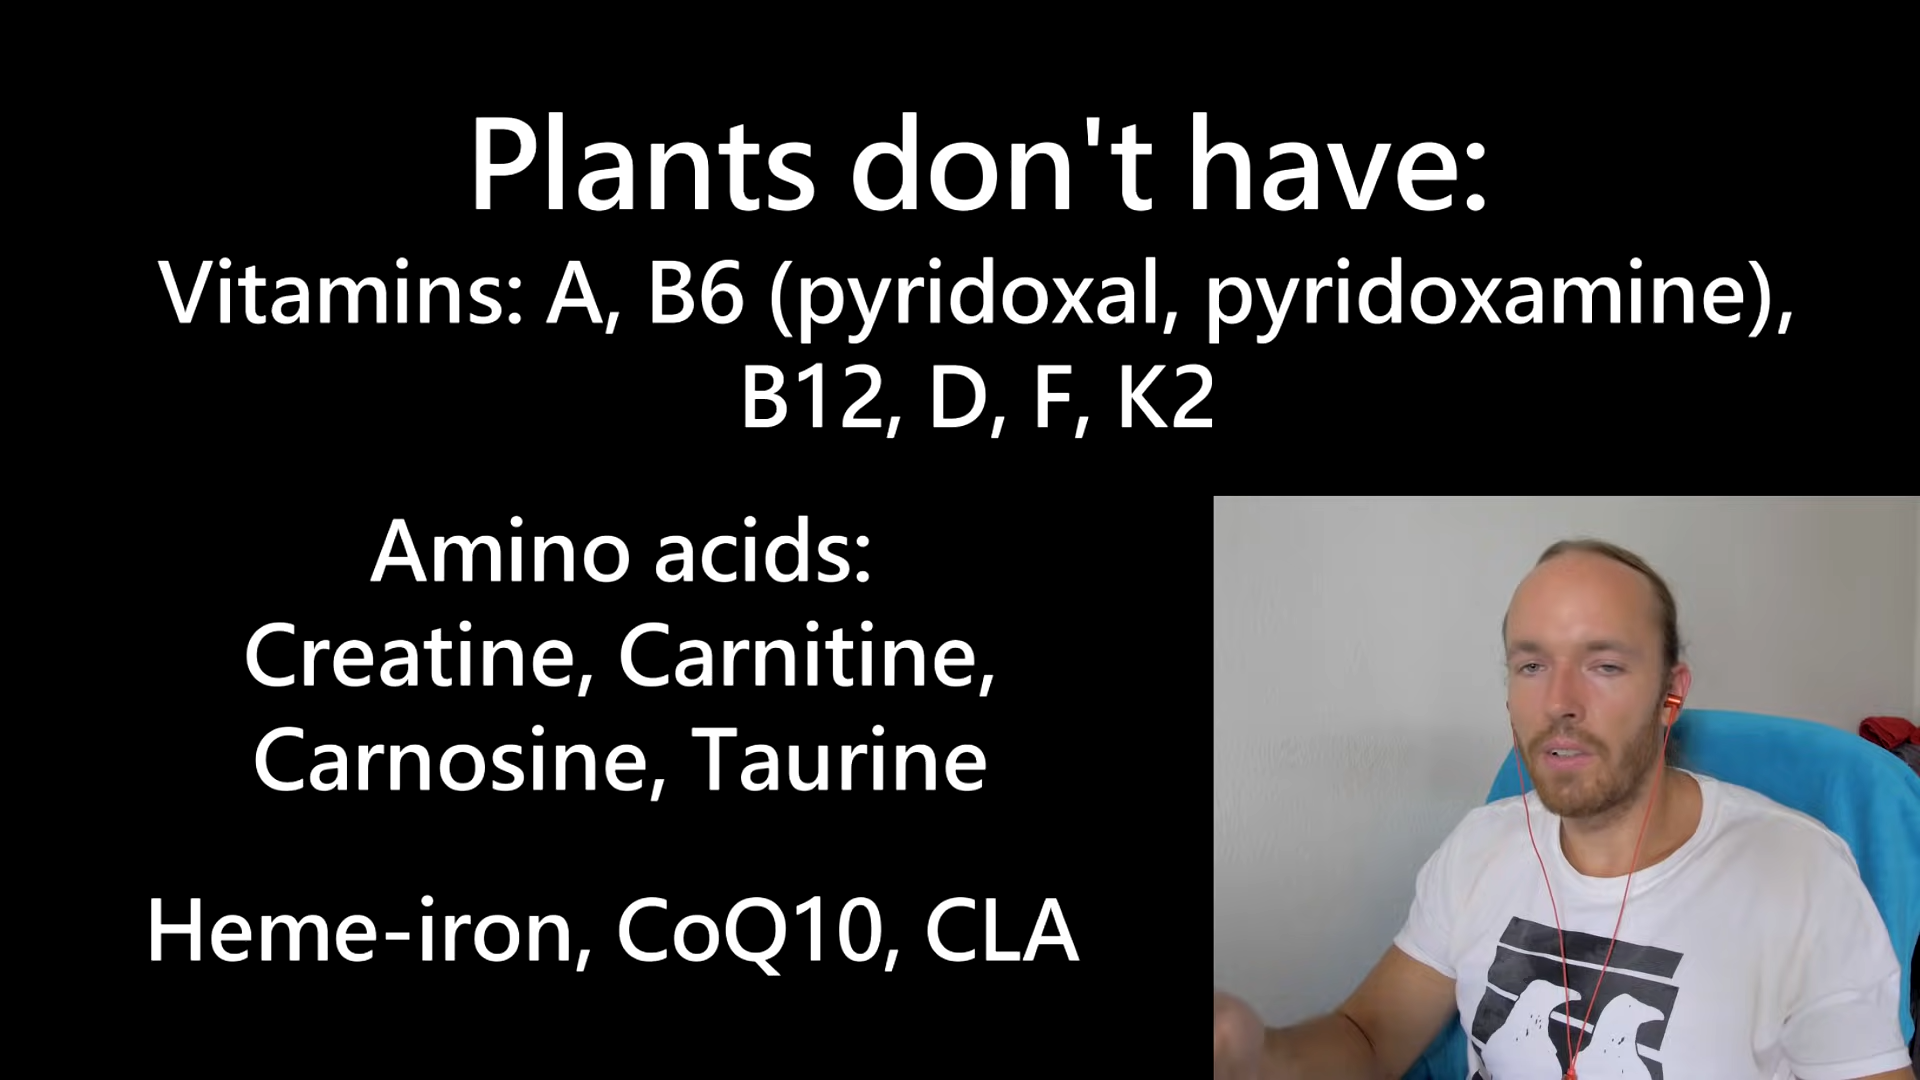 Plants don't have:
Vitamins: A, B6 (pyridoxal, pyridoxamine),
B12, D, F, K2
Amino acids:
Creatine, Carnitine,
Carnosine, Taurine
Heme-iron, CoQ10, CLA